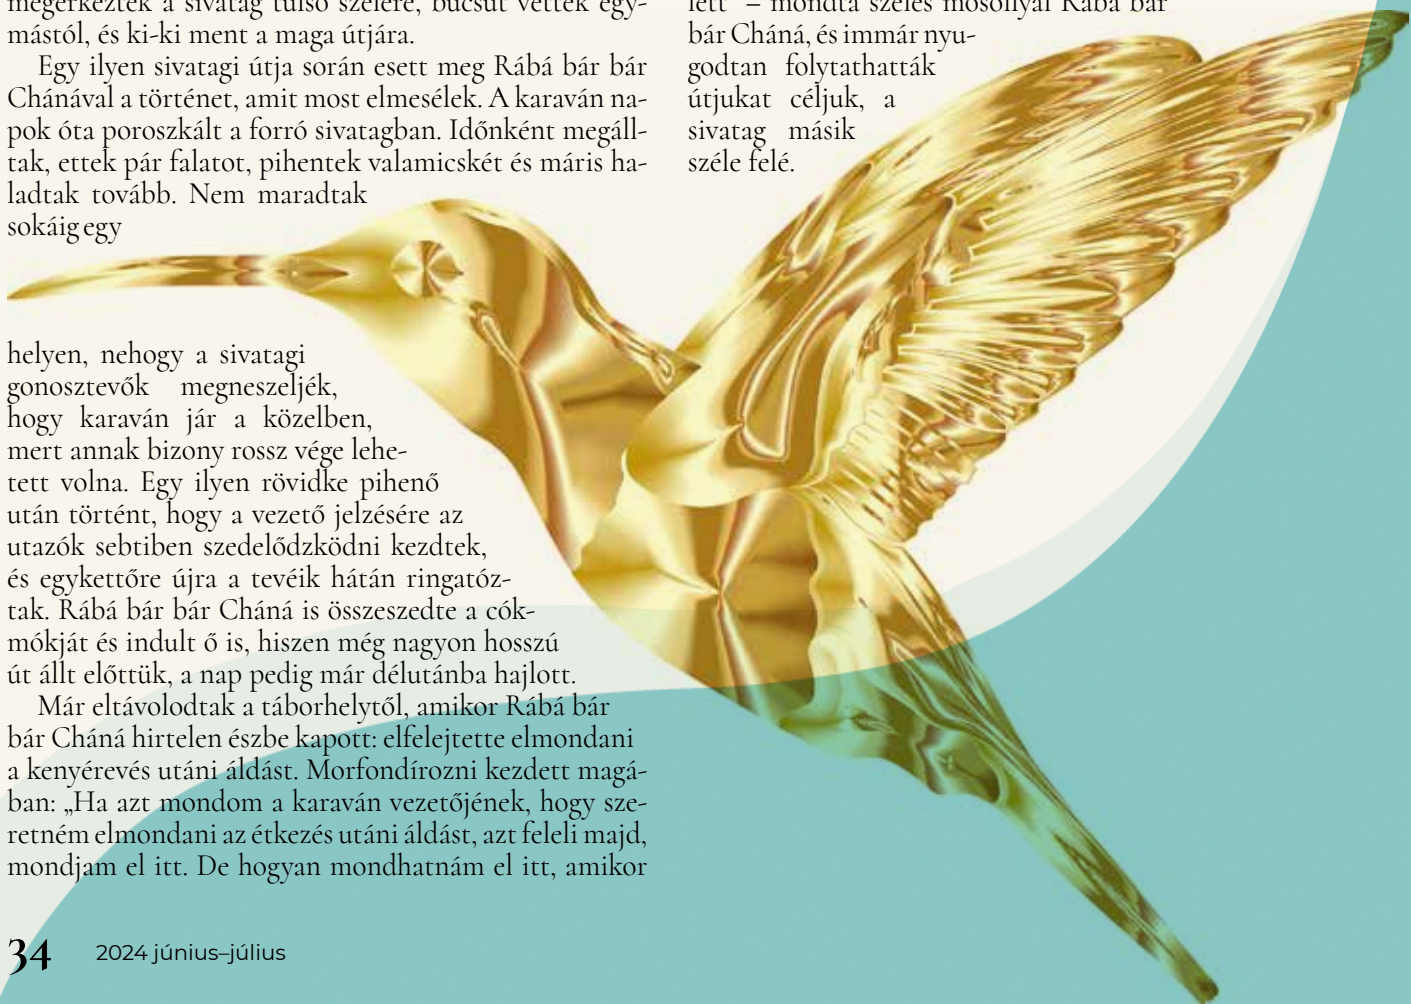 megérkeztek a sivatag túlsó szélére, búcsút vettek egy-
mástól, és ki-ki ment a maga útjára.
Egy ilyen sivatagi útja során esett meg Rábá bár bár
Chánával a történet, amit most elmesélek. A karaván na-
pok óta poroszkált a forró sivatagban. Időnként megáll-
tak, ettek pár falatot, pihentek valamicskét és máris ha-
ladtak tovább. Nem maradtak
sokáig egy
helyen, nehogy a sivatagi
gonosztevők megneszeljék,
hogy karaván jár a közelben,
mert annak bizony rossz vége lehe-
tett volna. Egy ilyen rövidke pihenő
után történt, hogy a vezető jelzésére az
utazók sebtiben szedelődzködni kezdtek,
és egykettőre újra a tevéik hátán ringatóz-
tak. Rábá bár bár Cháná is összeszedte a cók-
mókját és indult ő is, hiszen még nagyon hosszú
út állt előttük, a nap pedig már délutánba hajlott.
Már eltávolodtak a táborhelytől, amikor Rábá bár
bár Cháná hirtelen észbe kapott: elfelejtette elmondani
a kenyérevés utáni áldást. Morfondírozni kezdett magá-
ban: „Ha azt mondom a karaván vezetőjének, hogy sze-
retném elmondani az étkezés utáni áldást, azt feleli majd,
mondjam el itt. De hogyan mondhatnám el itt, amikor
lett" – mondta széles mosollyal Rábá bár
bár Cháná, és immár nyu-
godtan folytathatták
útjukat céljuk, a
sivatag másik
széle felé.
34 2024 június–július